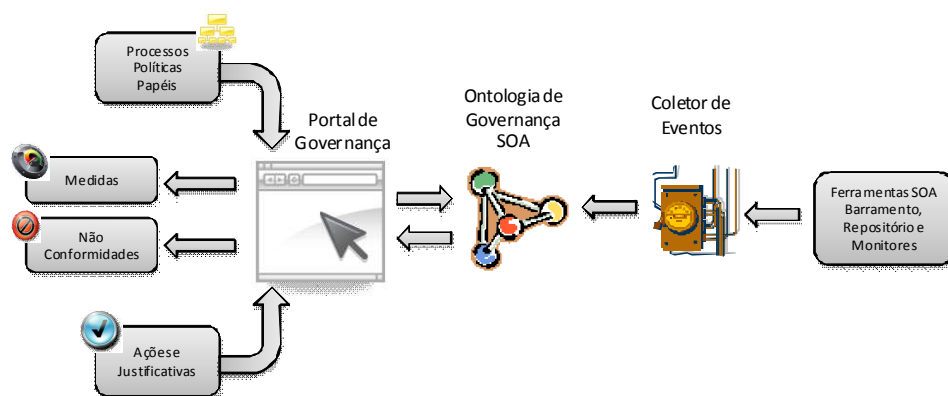 Processos
Políticas
Papéis
Portal de
Governança
Ontologia de
Governança
SOA
Coletor de
Eventos
Medidas
Não
Conformidades
Ferramentas SOA
Barramento,
Repositório e
Monitores
Ações e
Justificativas